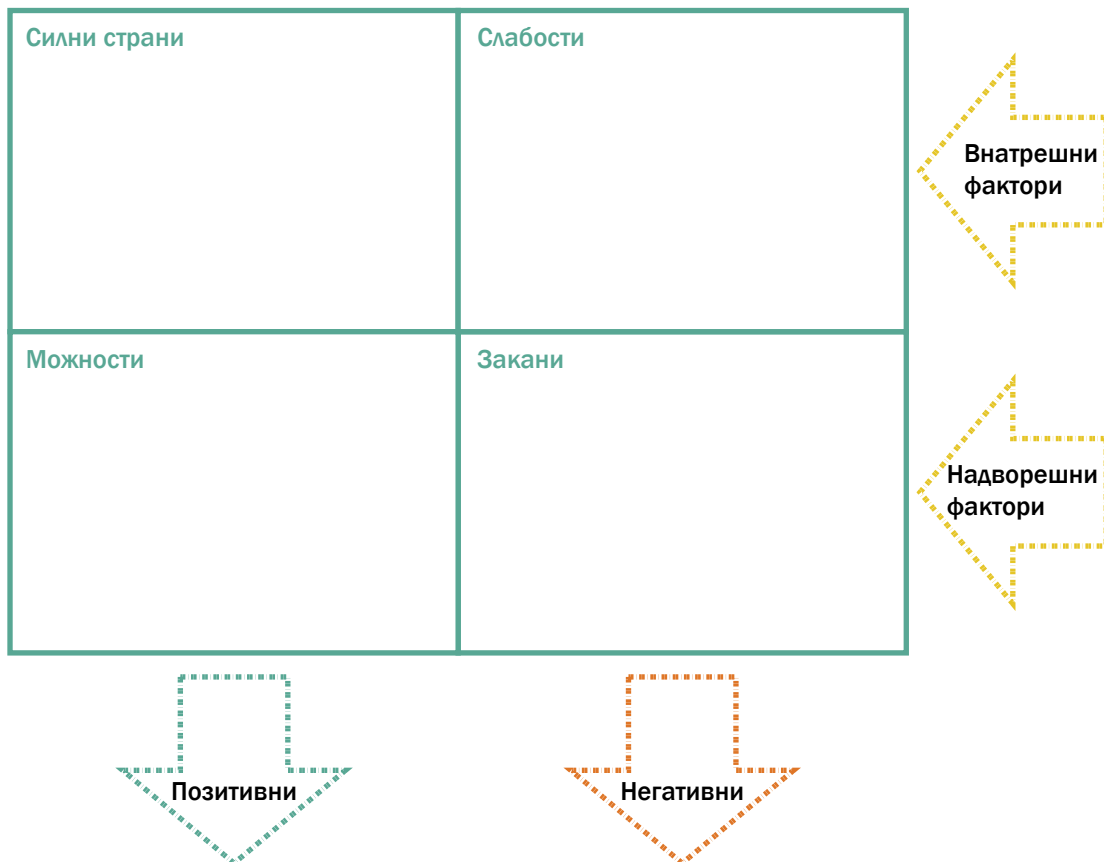 Силни страни
Слабости
Внатрешни
фактори
Можности
Закани
Надворешни
фактори
Позитивни
Негативни